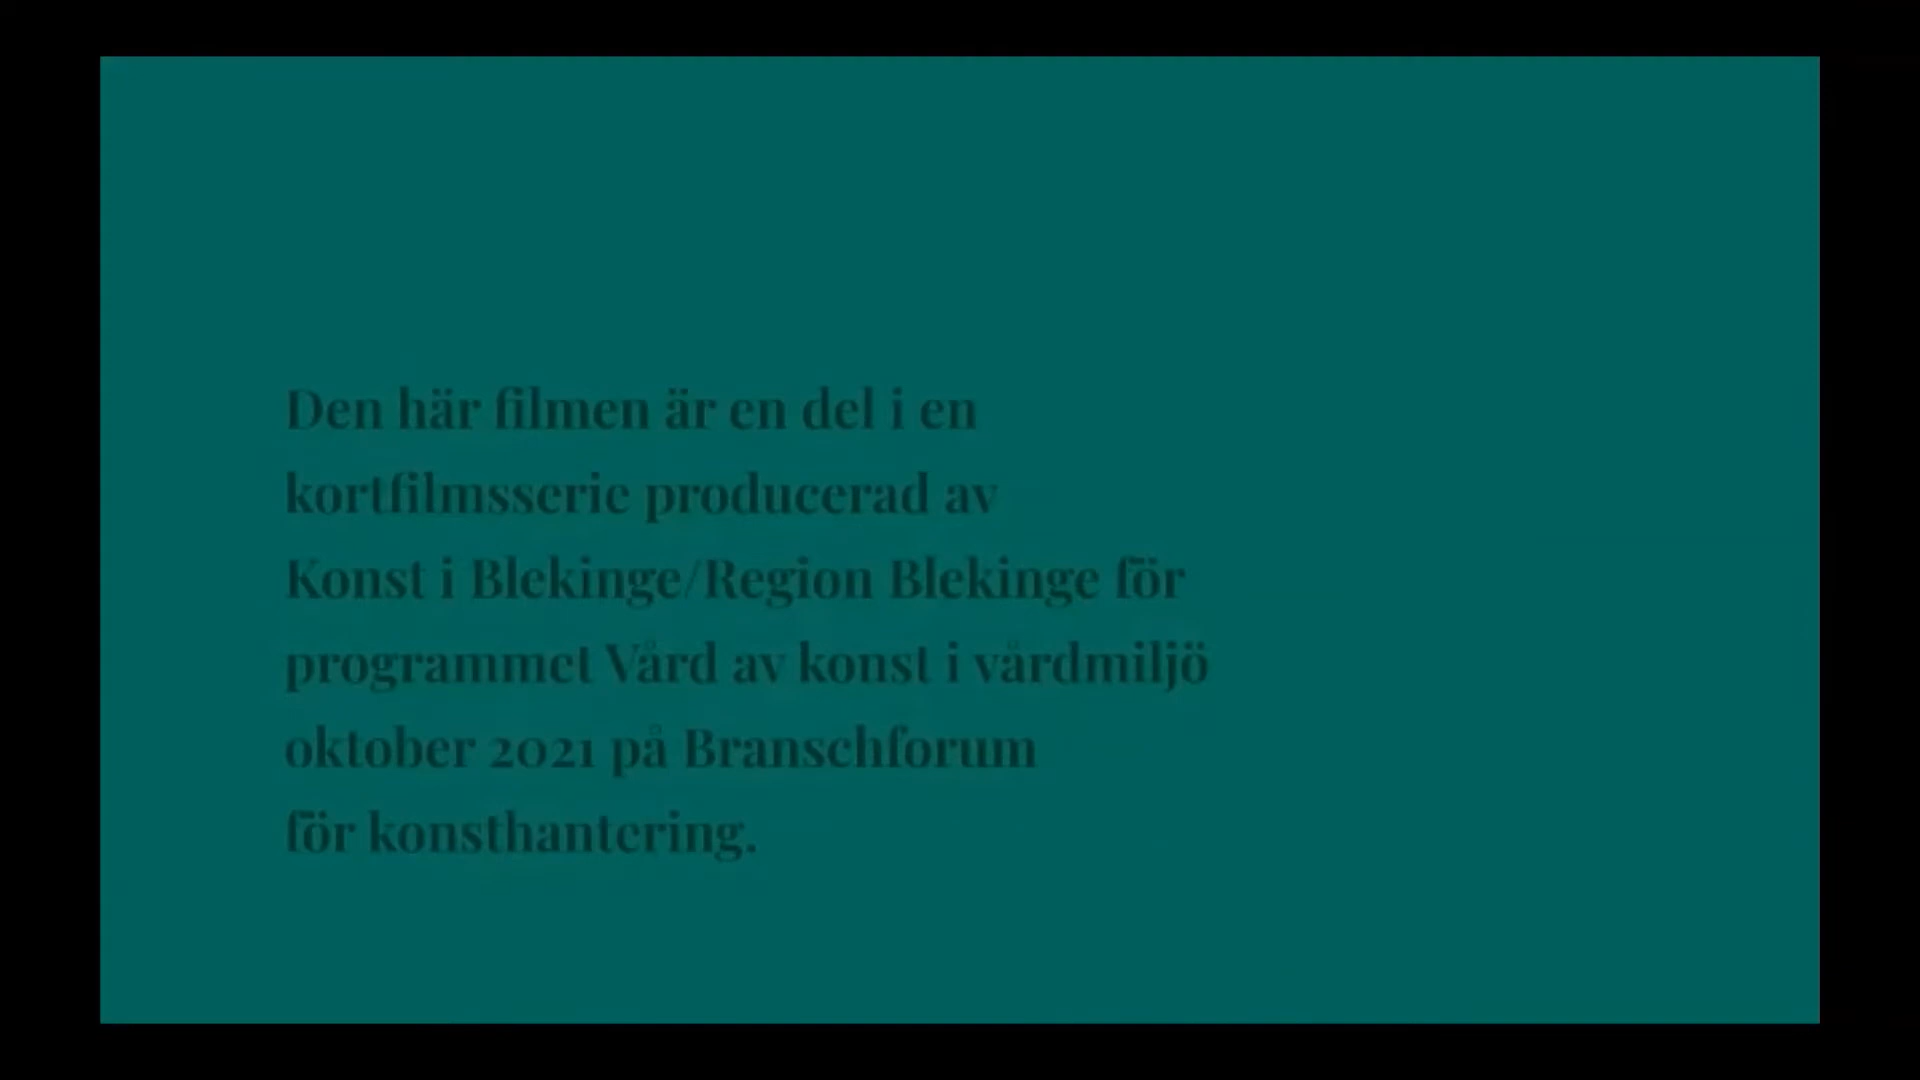 Den här filmen är en del i en
kortfilmsserie producerad av
Konst i Blekinge/Region Blekinge för
programmet Vård av konst i vårdmiljö
oktober 2021 på Branschforum
för konsthantering.